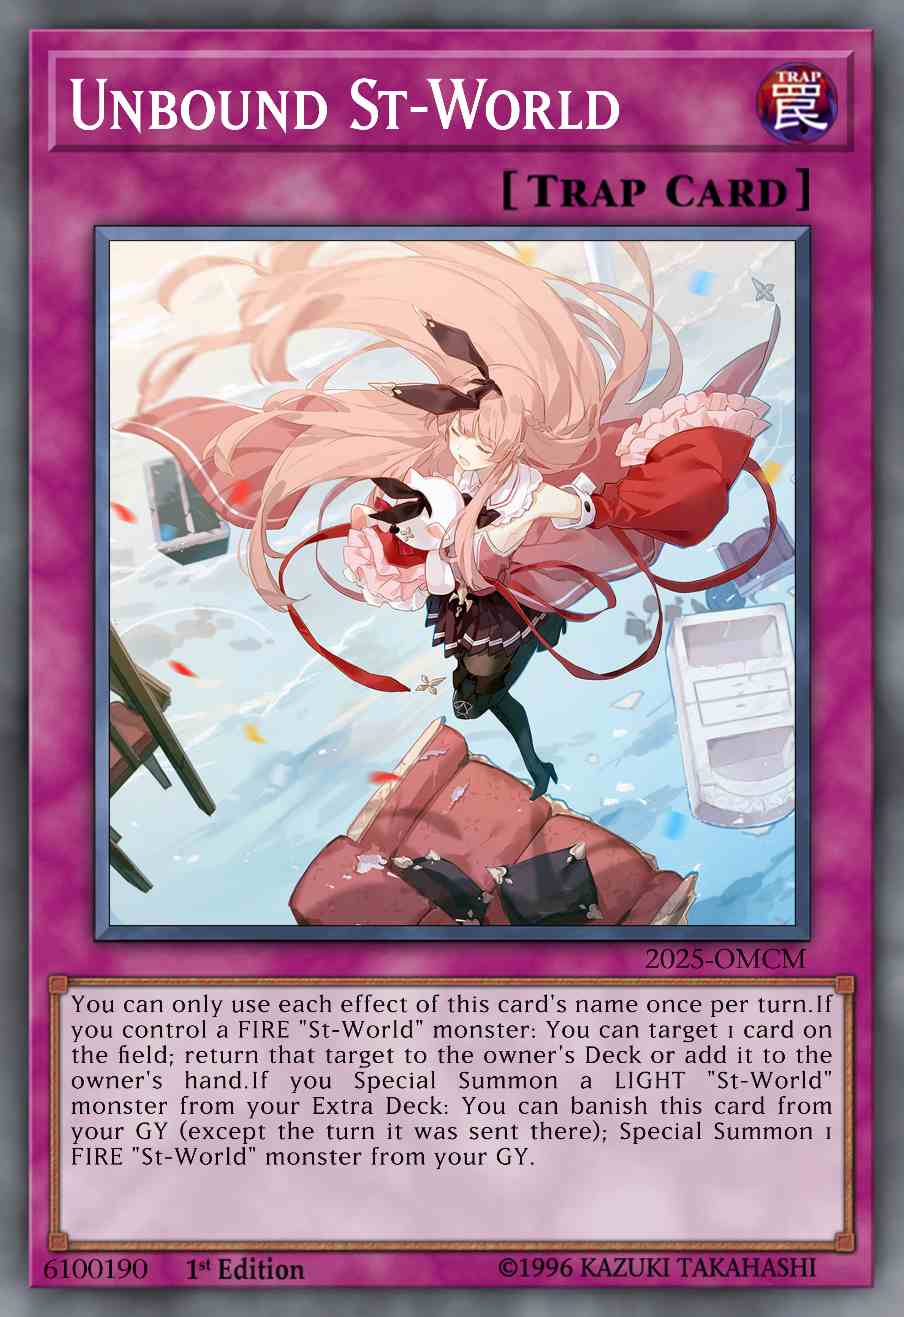 UNBOUND ST-WORLD
TRAP
罠
[TRAP CARD]
2025-OMCM
You can only use each effect of this card's name once per turn.If
you control a FIRE "St-World" monster: You can target 1 card on
the field; return that target to the owner's Deck or add it to the
owner's hand.If you Special Summon a LIGHT "St-World"
monster from your Extra Deck: You can banish this card from
your GY (except the turn it was sent there); Special Summon 1
FIRE "St-World" monster from your GY.
6100190 1st Edition ©1996 KAZUKI TAKAHASHI